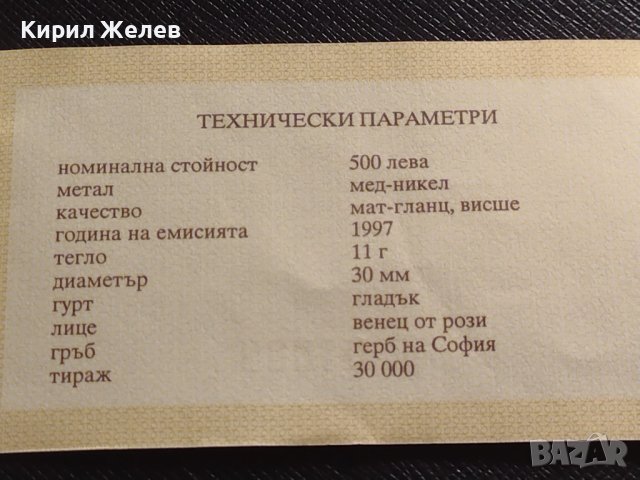 Кирил Желев
ТЕХНИЧЕСКИ ПАРАМЕТРИ
номинална стойност 500 лева
метал мед-никел
качество мат-гланц, висше
година на емисията 1997
тегло 11 г
диаметър 30 мм
гурт гладък
лице венец от рози
гръб герб на София
тираж 30 000
BAZAR